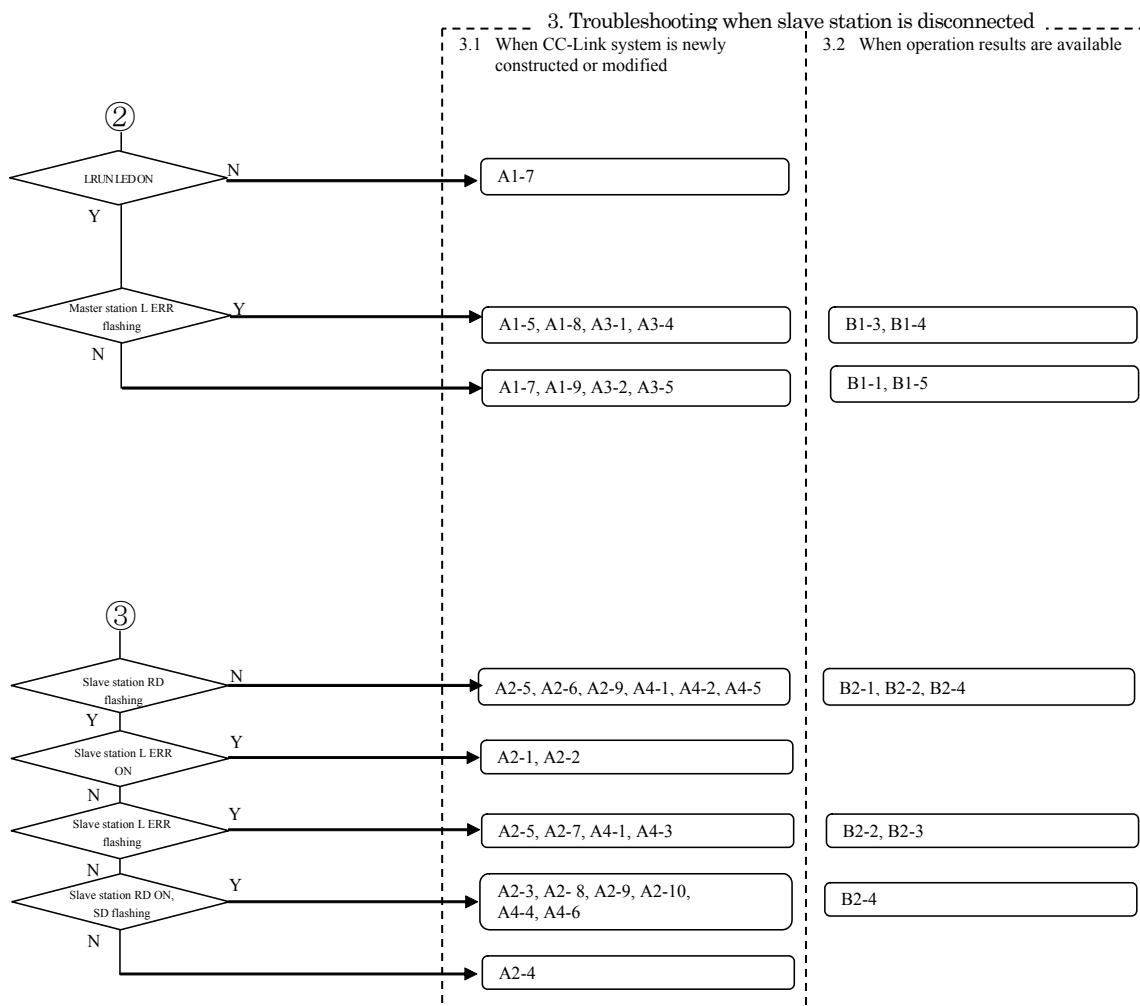 3. Troubleshooting when slave station is disconnected
3.1 When CC-Link system is newly
constructed or modified
3.2 When operation results are available
②
LRUN LED ON
N
A1-7
Y
Master station L ERR
flashing
Y
A1-5, A1-8, A3-1, A3-4
B1-3, B1-4
N
A1-7, A1-9, A3-2, A3-5
B1-1, B1-5
③
Slave station RD
flashing
N
A2-5, A2-6, A2-9, A4-1, A4-2, A4-5
B2-1, B2-2, B2-4
Y
Slave station L ERR
ON
Y
A2-1, A2-2
N
Slave station L ERR
flashing
Y
A2-5, A2-7, A4-1, A4-3
B2-2, B2-3
N
Slave station RD ON,
SD flashing
Y
A2-3, A2- 8, A2-9, A2-10,
A4-4, A4-6
B2-4
N
A2-4